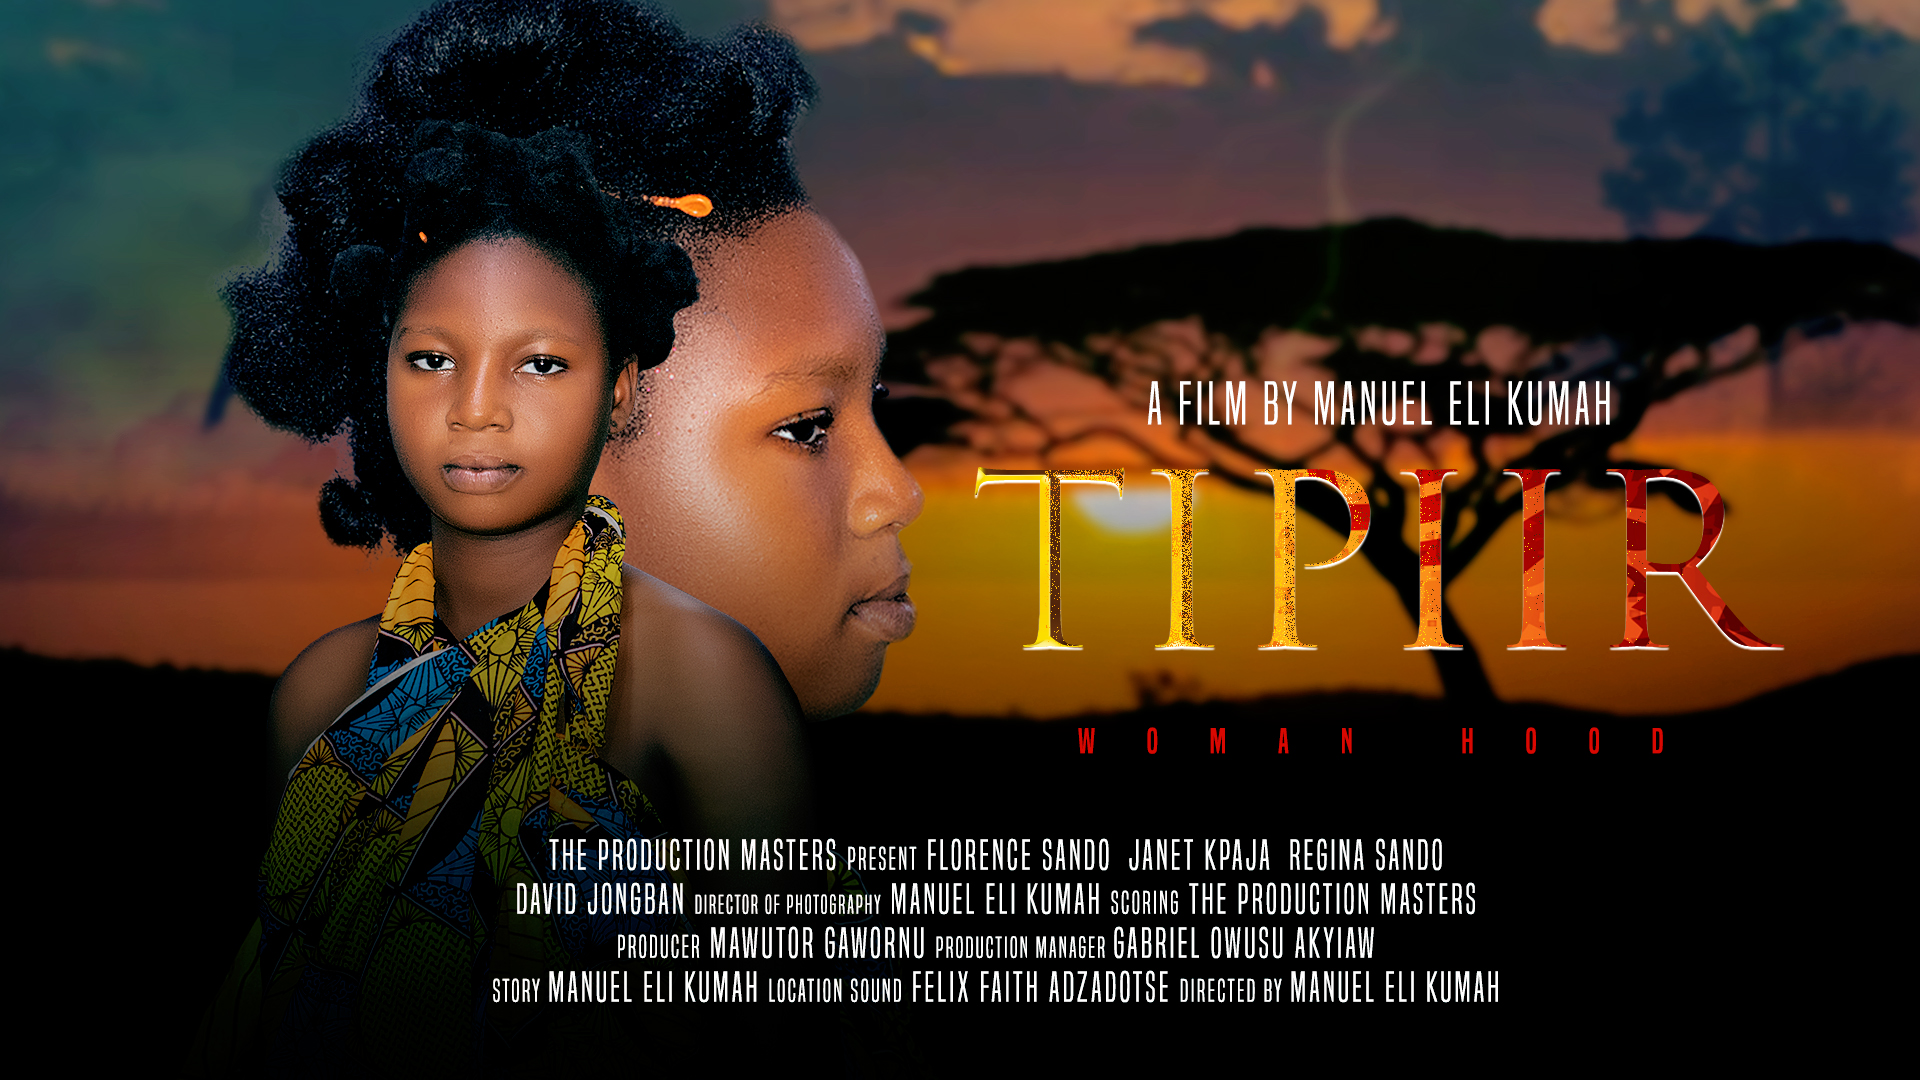 A FILM BY MANUEL ELI KUMAH
TIPIIR
WOMAN HOOD
THE PRODUCTION MASTERS PRESENT FLORENCE SANDO JANET KPAJA REGINA SANDO
DAVID JONGBAN DIRECTOR OF PHOTOGRAPHY MANUEL ELI KUMAH SCORING THE PRODUCTION MASTERS
PRODUCER MAWUTOR GAWORNU PRODUCTION MANAGER GABRIEL OWUSU AKYIAW
STORY MANUEL ELI KUMAH LOCATION SOUND FELIX FAITH ADZADOTSE DIRECTED BY MANUEL ELI KUMAH